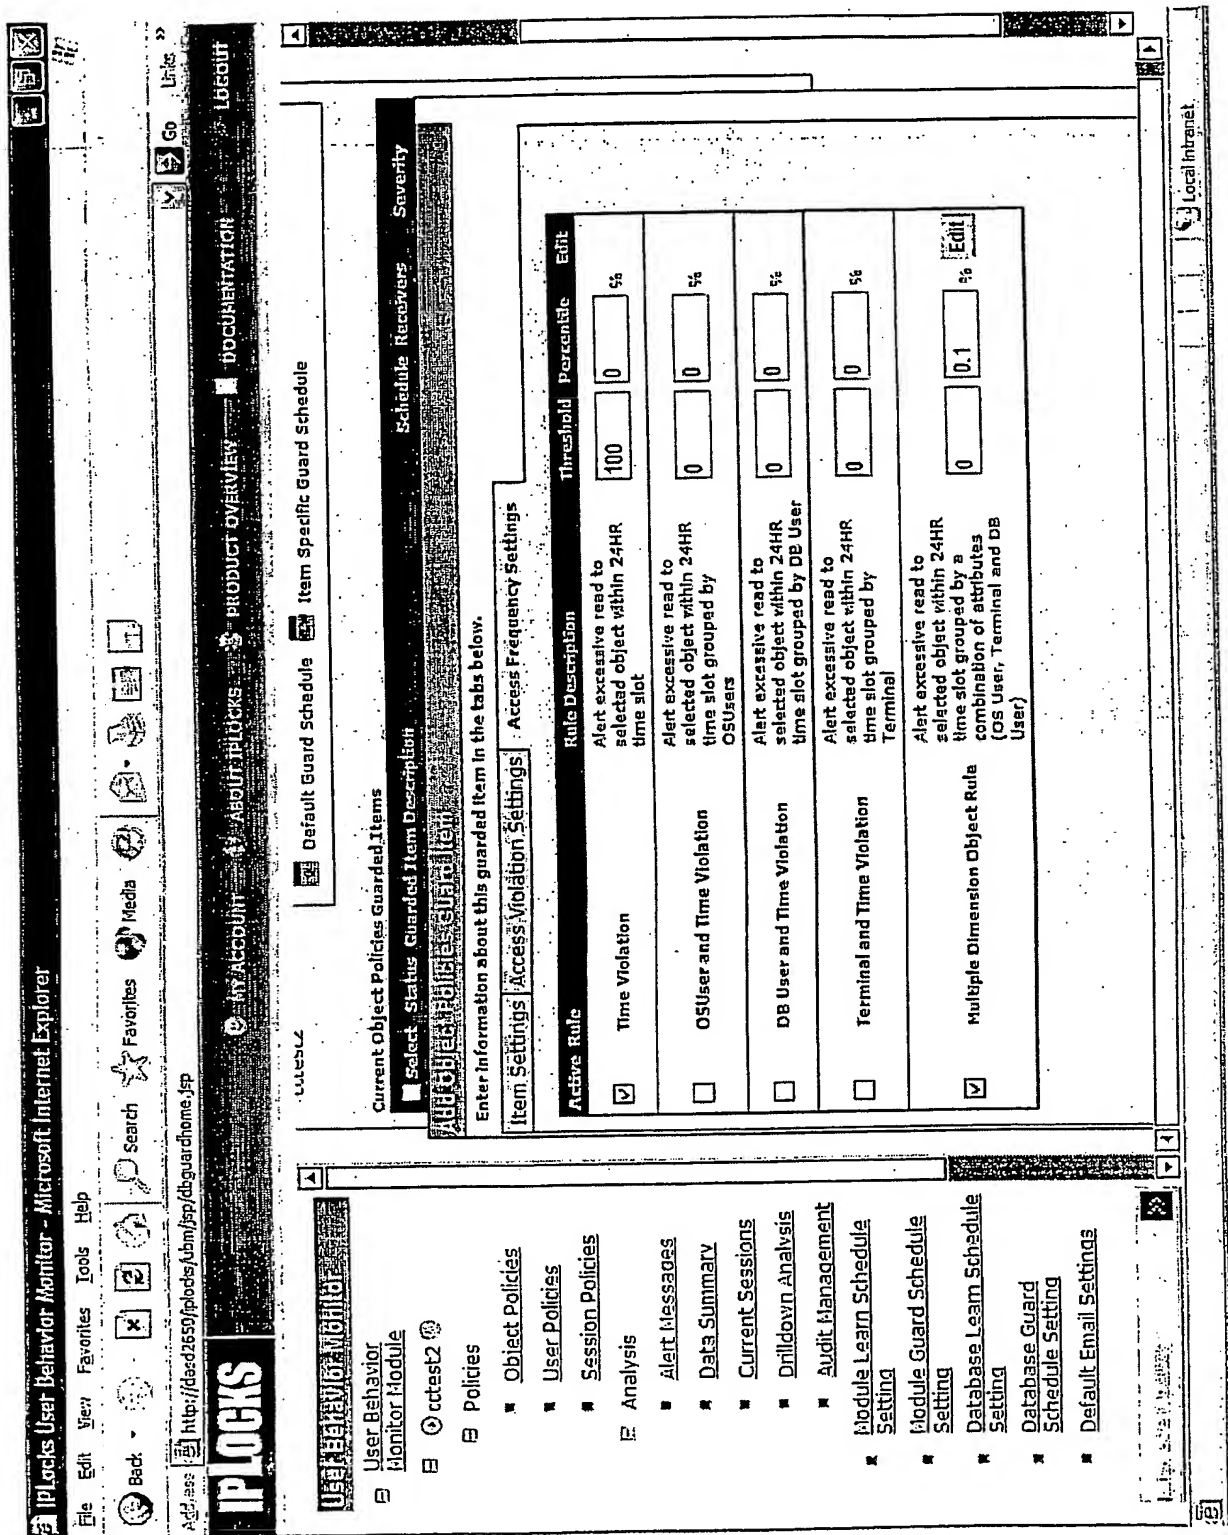 IPLocks User Behavior Monitor - Microsoft Internet Explorer
File Edit View Favorites Tools Help
Back Search Favorites Media
Address http://daed2650/iplocks/ubm/jsp/dbguardhome.jsp Go Links »
IPLOCKS
MY ACCOUNT ABOUT IPLOCKS PRODUCT OVERVIEW DOCUMENTATION LOGOUT
User Behavior Monitor
User Behavior
Monitor Module
cctest2
Policies
Object Policies
User Policies
Session Policies
Analysis
Alert Messages
Data Summary
Current Sessions
Drilldown Analysis
Audit Management
Module Learn Schedule
Setting
Module Guard Schedule
Setting
Database Learn Schedule
Setting
Database Guard
Schedule Setting
Default Email Settings
cctest2
Default Guard Schedule Item Specific Guard Schedule
Current Object Policies Guarded Items
Select Status Guarded Item Description Schedule Receivers Severity
Add Object Policies Guard Item
Enter Information about this guarded item in the tabs below.
Item Settings Access Violation Settings Access Frequency Settings
Active Rule Rule Description Threshold Percentile Edit
Time Violation
Alert excessive read to
selected object within 24HR
time slot
100 0 %
OSUser and Time Violation
Alert excessive read to
selected object within 24HR
time slot grouped by
OSUsers
0 0 %
DB User and Time Violation
Alert excessive read to
selected object within 24HR
time slot grouped by DB User
0 0 %
Terminal and Time Violation
Alert excessive read to
selected object within 24HR
time slot grouped by
Terminal
0 0 %
Multiple Dimension Object Rule
Alert excessive read to
selected object within 24HR
time slot grouped by a
combination of attributes
(OS User, Terminal and DB
User)
0 0.1 % Edit
Local intranet